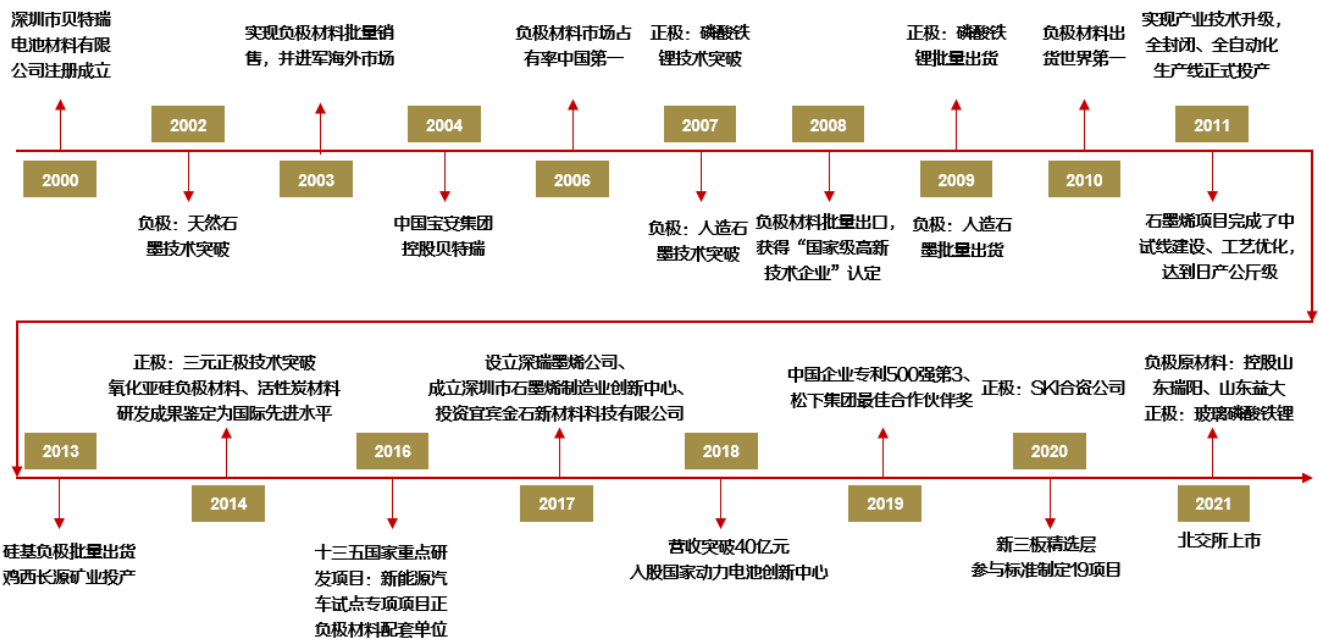 深圳市贝特瑞
电池材料有限
公司注册成立
2000
2002
负极：天然石
墨技术突破
实现负极材料批量销
售，并进军海外市场
2003
2004
中国宝安集团
控股贝特瑞
负极材料市场占
有率中国第一
2006
正极：磷酸铁
锂技术突破
2007
负极：人造石
墨技术突破
2008
负极材料批量出口，
获得“国家级高新
技术企业”认定
正极：磷酸铁
锂批量出货
2009
负极：人造石
墨批量出货
负极材料出
货世界第一
2010
实现产业技术升级，
全封闭、全自动化
生产线正式投产
2011
石墨烯项目完成了中
试线建设、工艺优化，
达到日产公斤级
2013
硅基负极批量出货
鸡西长源矿业投产
正极：三元正极技术突破
氧化亚硅负极材料、活性炭材料
研发成果鉴定为国际先进水平
2014
2016
十三五国家重点研
发项目：新能源汽
车试点专项项目正
负极材料配套单位
设立深瑞墨烯公司、
成立深圳市石墨烯制造业创新中心、
投资宜宾金石新材料科技有限公司
2017
2018
营收突破40亿元
入股国家动力电池创新中心
中国企业专利500强第3、
松下集团最佳合作伙伴奖
2019
正极：SKI合资公司
2020
新三板精选层
参与标准制定19项目
负极原材料：控股山
东瑞阳、山东益大
正极：玻璃磷酸铁锂
2021
北交所上市